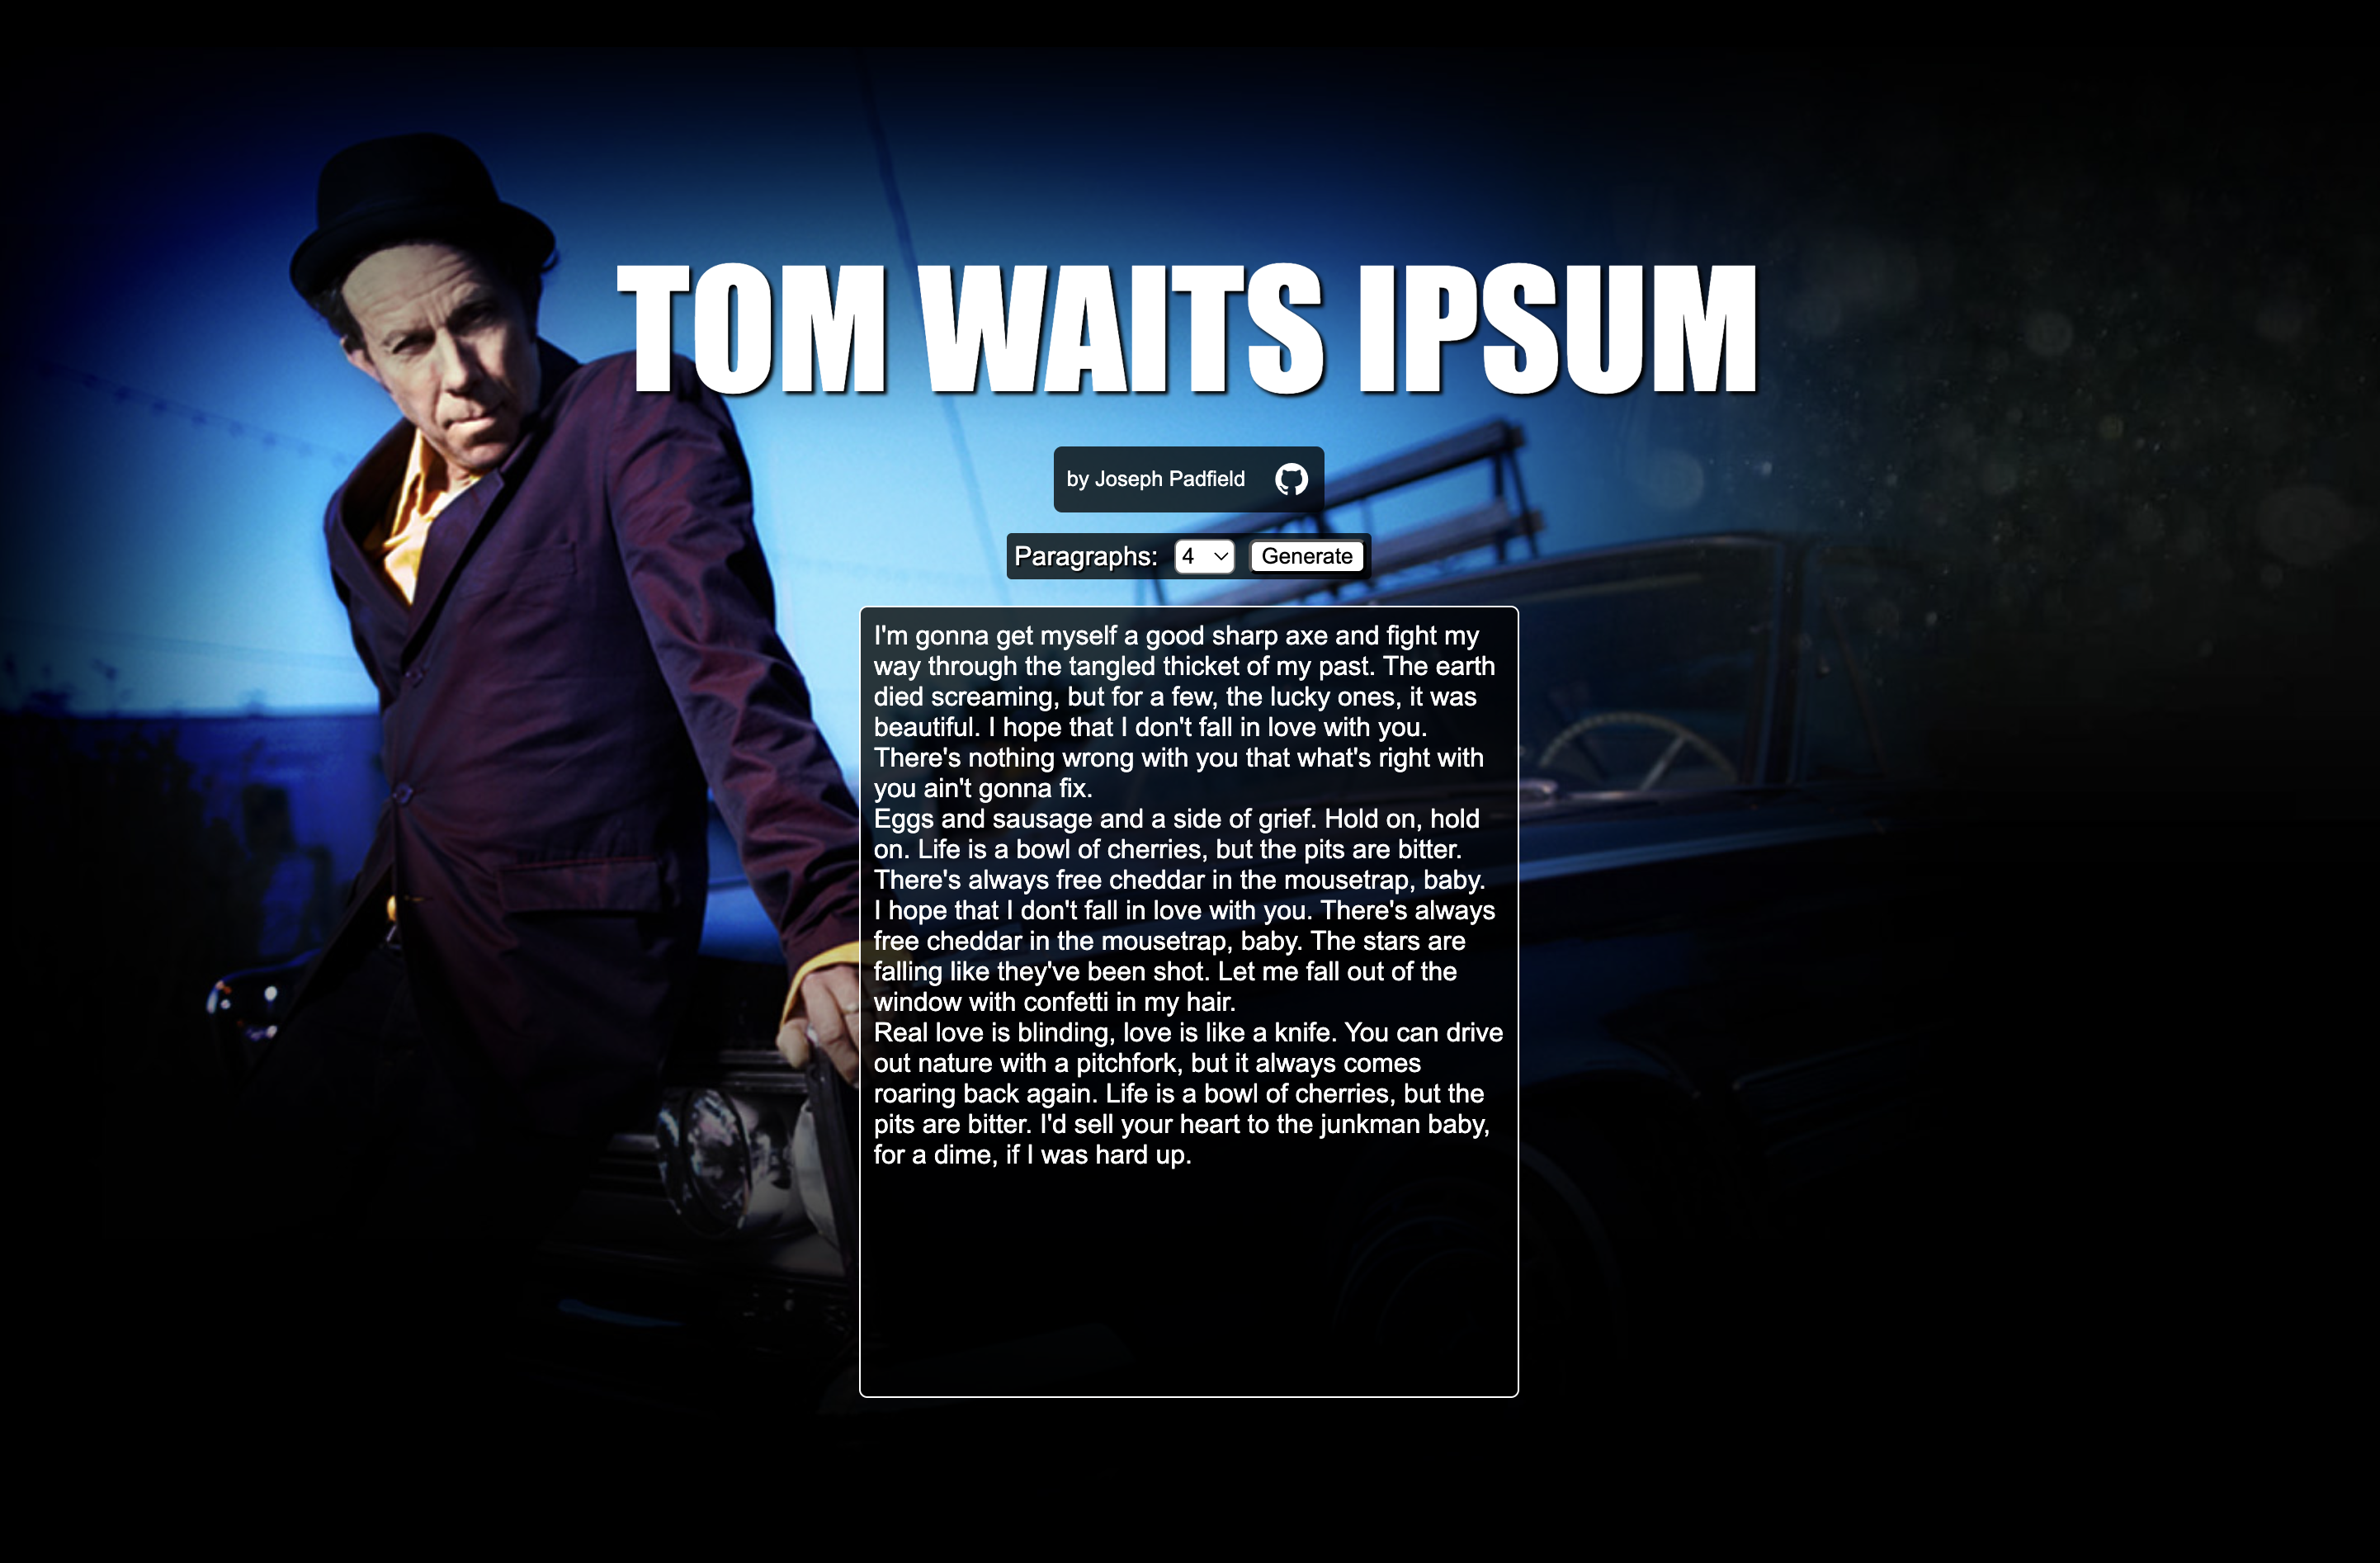 TOM WAITS IPSUM
by Joseph Padfield
Paragraphs: 4 Generate
I'm gonna get myself a good sharp axe and fight my
way through the tangled thicket of my past. The earth
died screaming, but for a few, the lucky ones, it was
beautiful. I hope that I don't fall in love with you.
There's nothing wrong with you that what's right with
you ain't gonna fix.
Eggs and sausage and a side of grief. Hold on, hold
on. Life is a bowl of cherries, but the pits are bitter.
There's always free cheddar in the mousetrap, baby.
I hope that I don't fall in love with you. There's always
free cheddar in the mousetrap, baby. The stars are
falling like they've been shot. Let me fall out of the
window with confetti in my hair.
Real love is blinding, love is like a knife. You can drive
out nature with a pitchfork, but it always comes
roaring back again. Life is a bowl of cherries, but the
pits are bitter. I'd sell your heart to the junkman baby,
for a dime, if I was hard up.